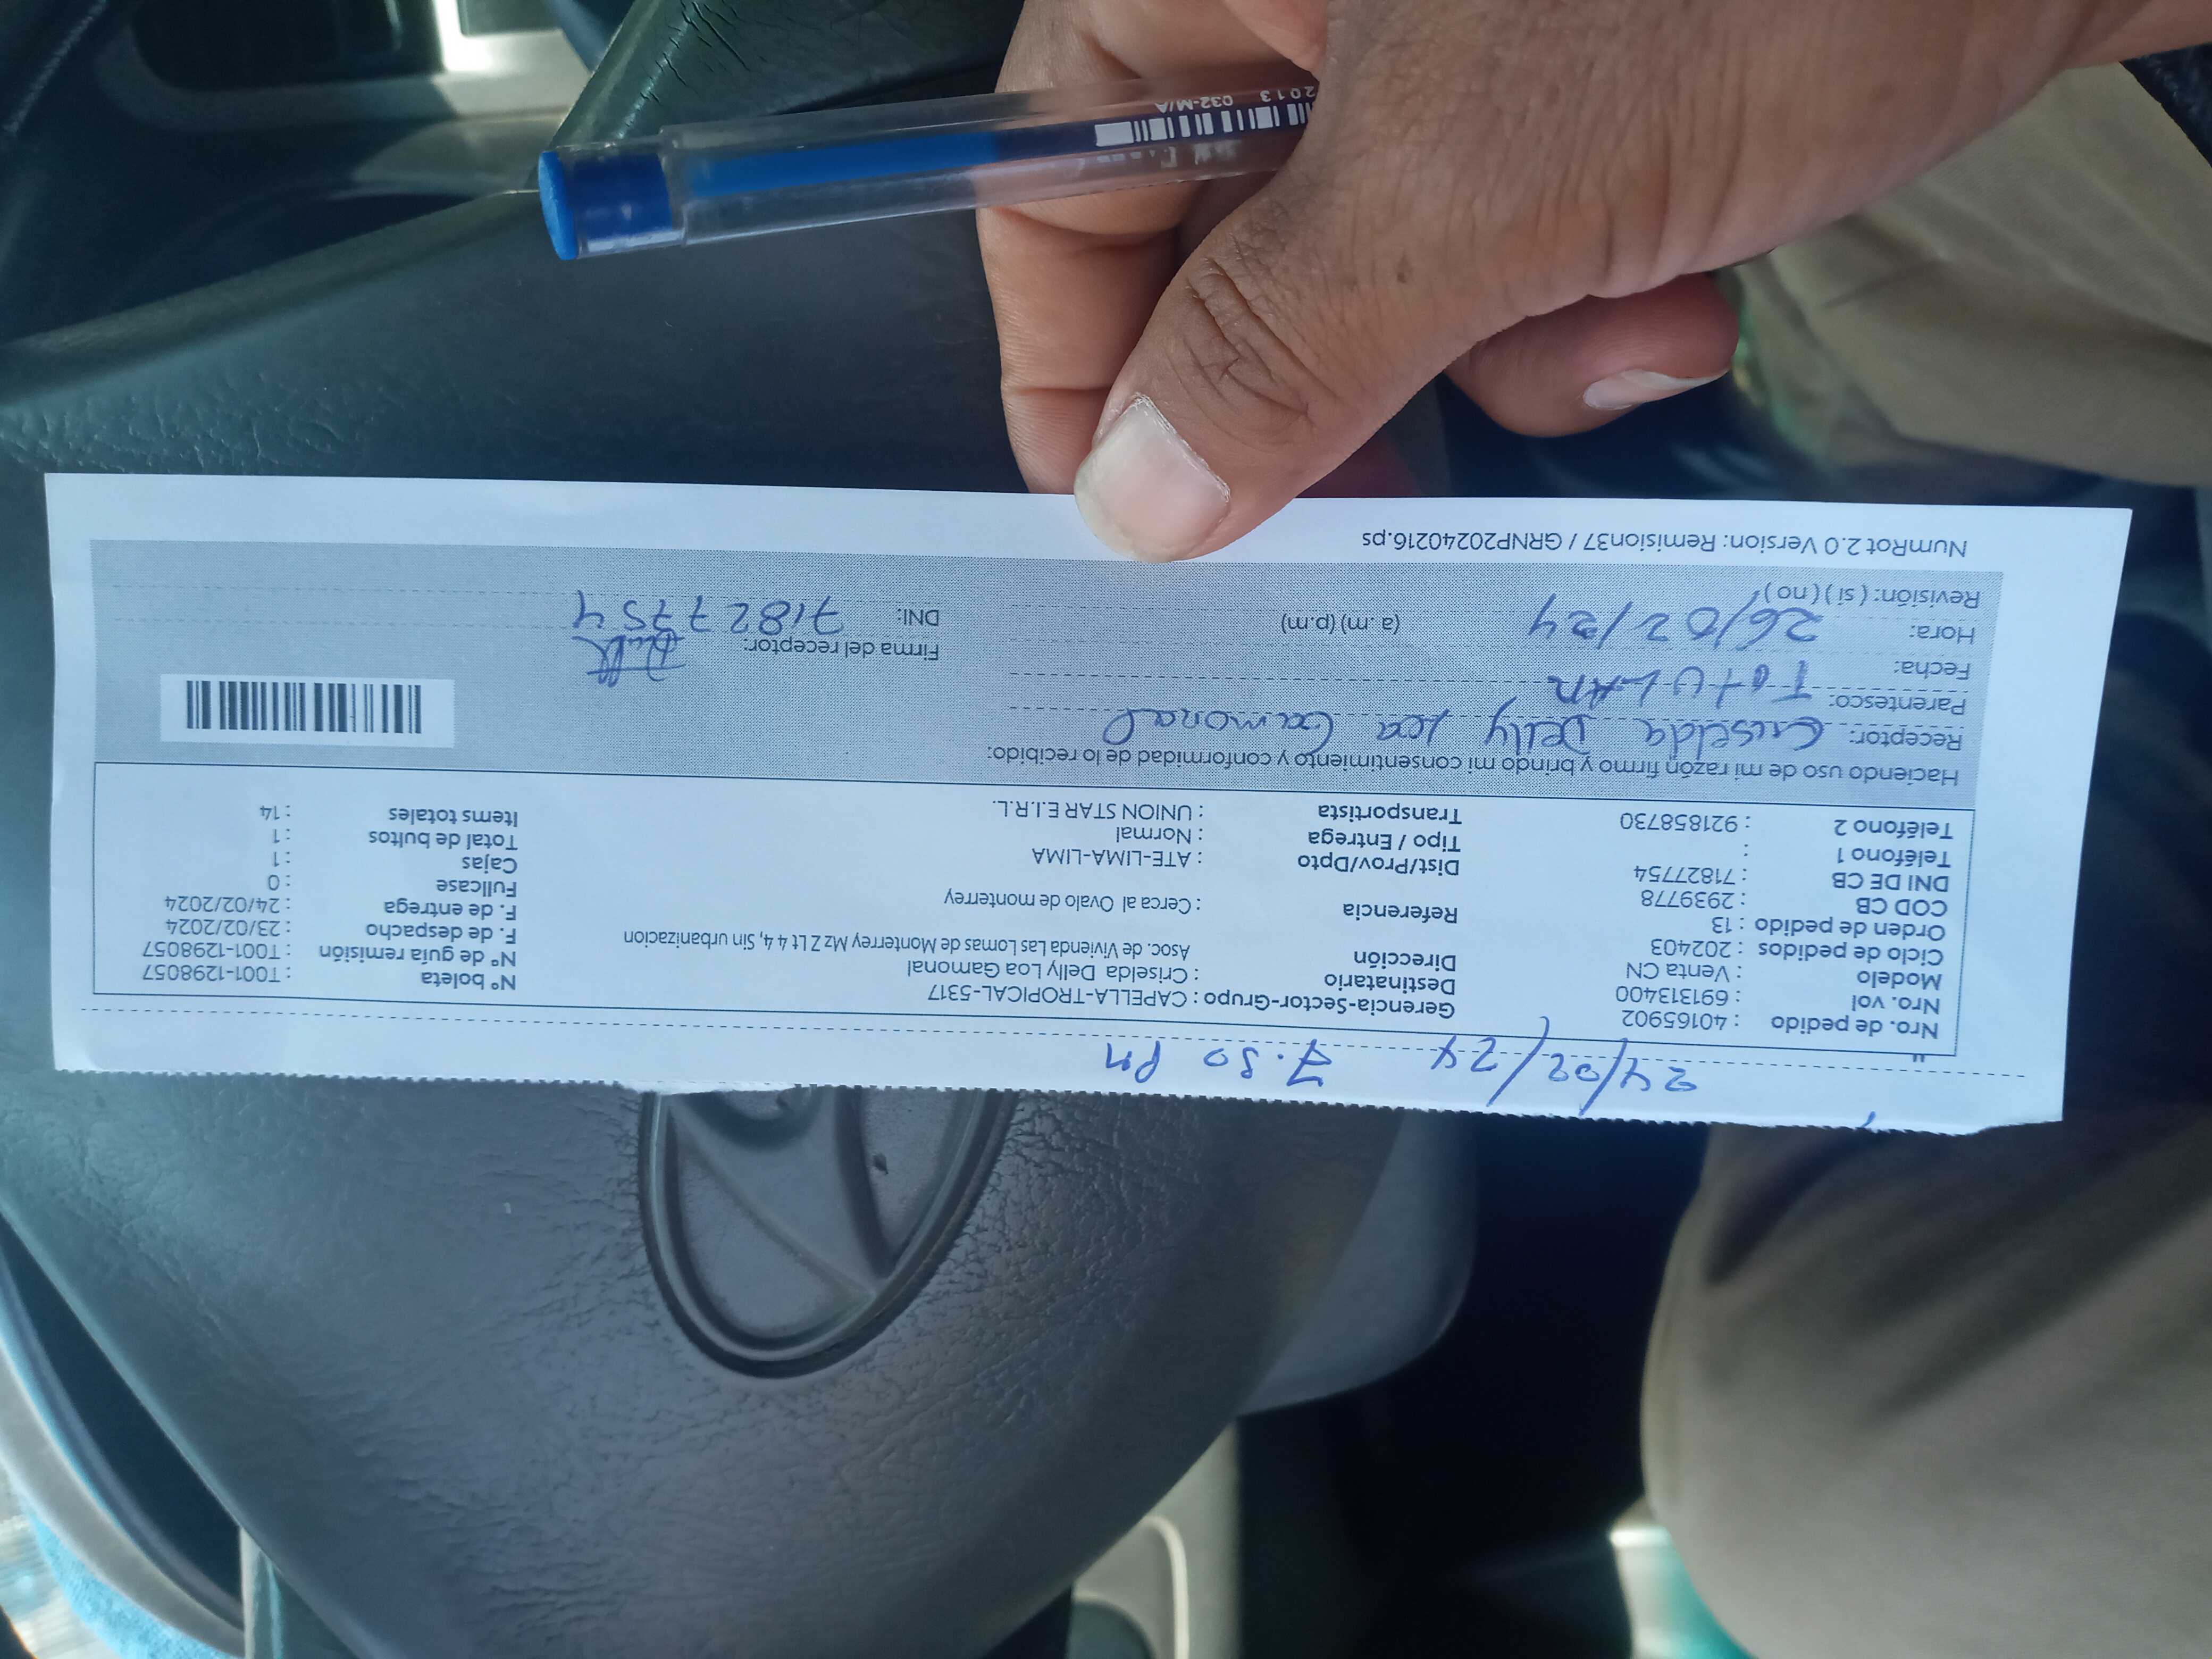 24/02/24 7.30 PM
Nro. de pedido : 40165902 Gerencia-Sector-Grupo : CAPELLA-TROPICAL-5317 N° boleta : T001-1298057
Nro. vol : 691313400 Destinatario : Criselda Delly Loa Gamonal N° de guía remisión : T001-1298057
Modelo : Venta CN Dirección Asoc. de Vivienda Las Lomas de Monterrey Mz Z Lt 4 4, Sin urbanizacion F. de despacho : 23/02/2024
Ciclo de pedidos : 202403 F. de entrega : 24/02/2024
Orden de pedido : 13 Referencia : Cerca al Ovalo de monterrey Fullcase : 0
COD CB : 2939778 Cajas : 1
DNI DE CB : 71827754 Dist/Prov/Dpto : ATE-LIMA-LIMA Total de bultos : 1
Teléfono 1 : Tipo / Entrega : Normal Items totales : 14
Teléfono 2 : 921858730 Transportista : UNION STAR E.I.R.L.
Haciendo uso de mi razón firmo y brindo mi consentimiento y conformidad de lo recibido:
Receptor: Criselda Delly Loa Gamonal
Parentesco: Titular
Fecha: Firma del receptor:
Hora: 26/02/24 (a. m) (p.m) DNI: 71827754
Revisión: ( si ) ( no )
NumRot 2.0 Version: Remision37 / GRNP20240216.ps
2013 032-M/A